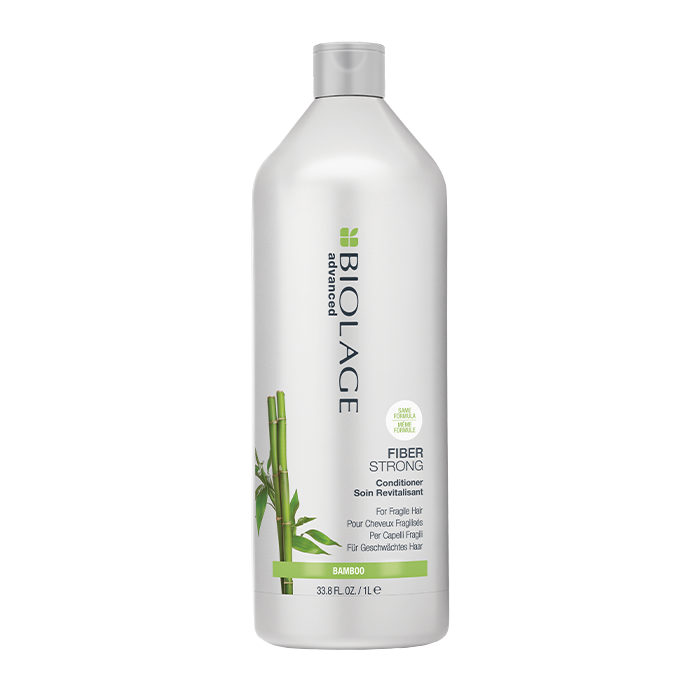 BIOLAGE
advanced
SAME
FORMULA
MÊME
FORMULE
FIBER
STRONG
Conditioner
Soin Revitalisant
For Fragile Hair
Pour Cheveux Fragilisés
Per Capelli Fragili
Für Geschwächtes Haar
BAMBOO
33.8 FL. OZ. / 1L ℮